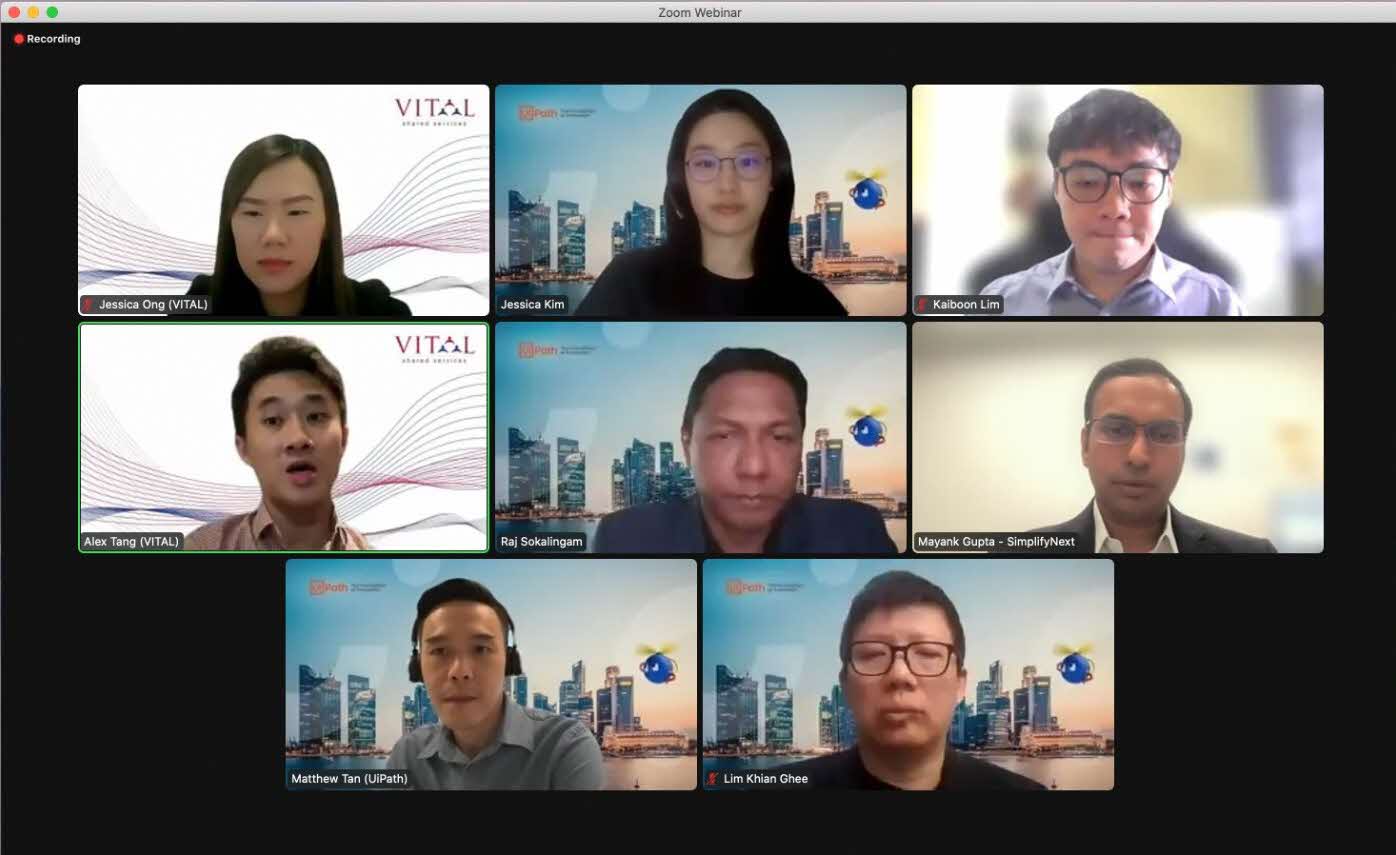 Zoom Webinar
Recording
VITAL
shared services
Jessica Ong (VITAL)
UiPath
Jessica Kim
Kaiboon Lim
VITAL
shared services
Alex Tang (VITAL)
UiPath
Raj Sokalingam
Mayank Gupta - SimplifyNext
UiPath
Matthew Tan (UiPath)
UiPath
Lim Khian Ghee